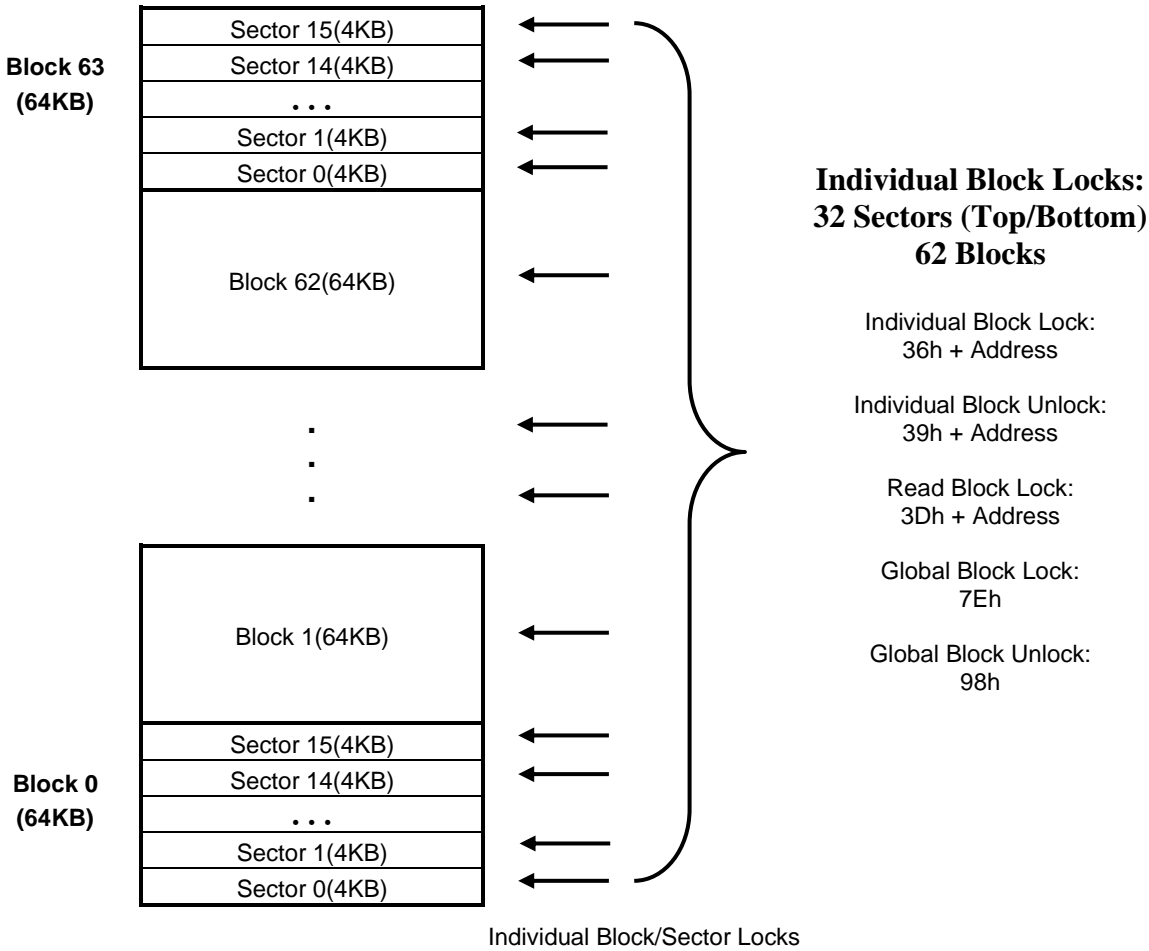 Block 63
(64KB)
Sector 15(4KB)
Sector 14(4KB)
. . .
Sector 1(4KB)
Sector 0(4KB)
Block 62(64KB)
.
.
.
Block 1(64KB)
Block 0
(64KB)
Sector 15(4KB)
Sector 14(4KB)
. . .
Sector 1(4KB)
Sector 0(4KB)
Individual Block Locks:
32 Sectors (Top/Bottom)
62 Blocks
Individual Block Lock:
36h + Address
Individual Block Unlock:
39h + Address
Read Block Lock:
3Dh + Address
Global Block Lock:
7Eh
Global Block Unlock:
98h
Individual Block/Sector Locks